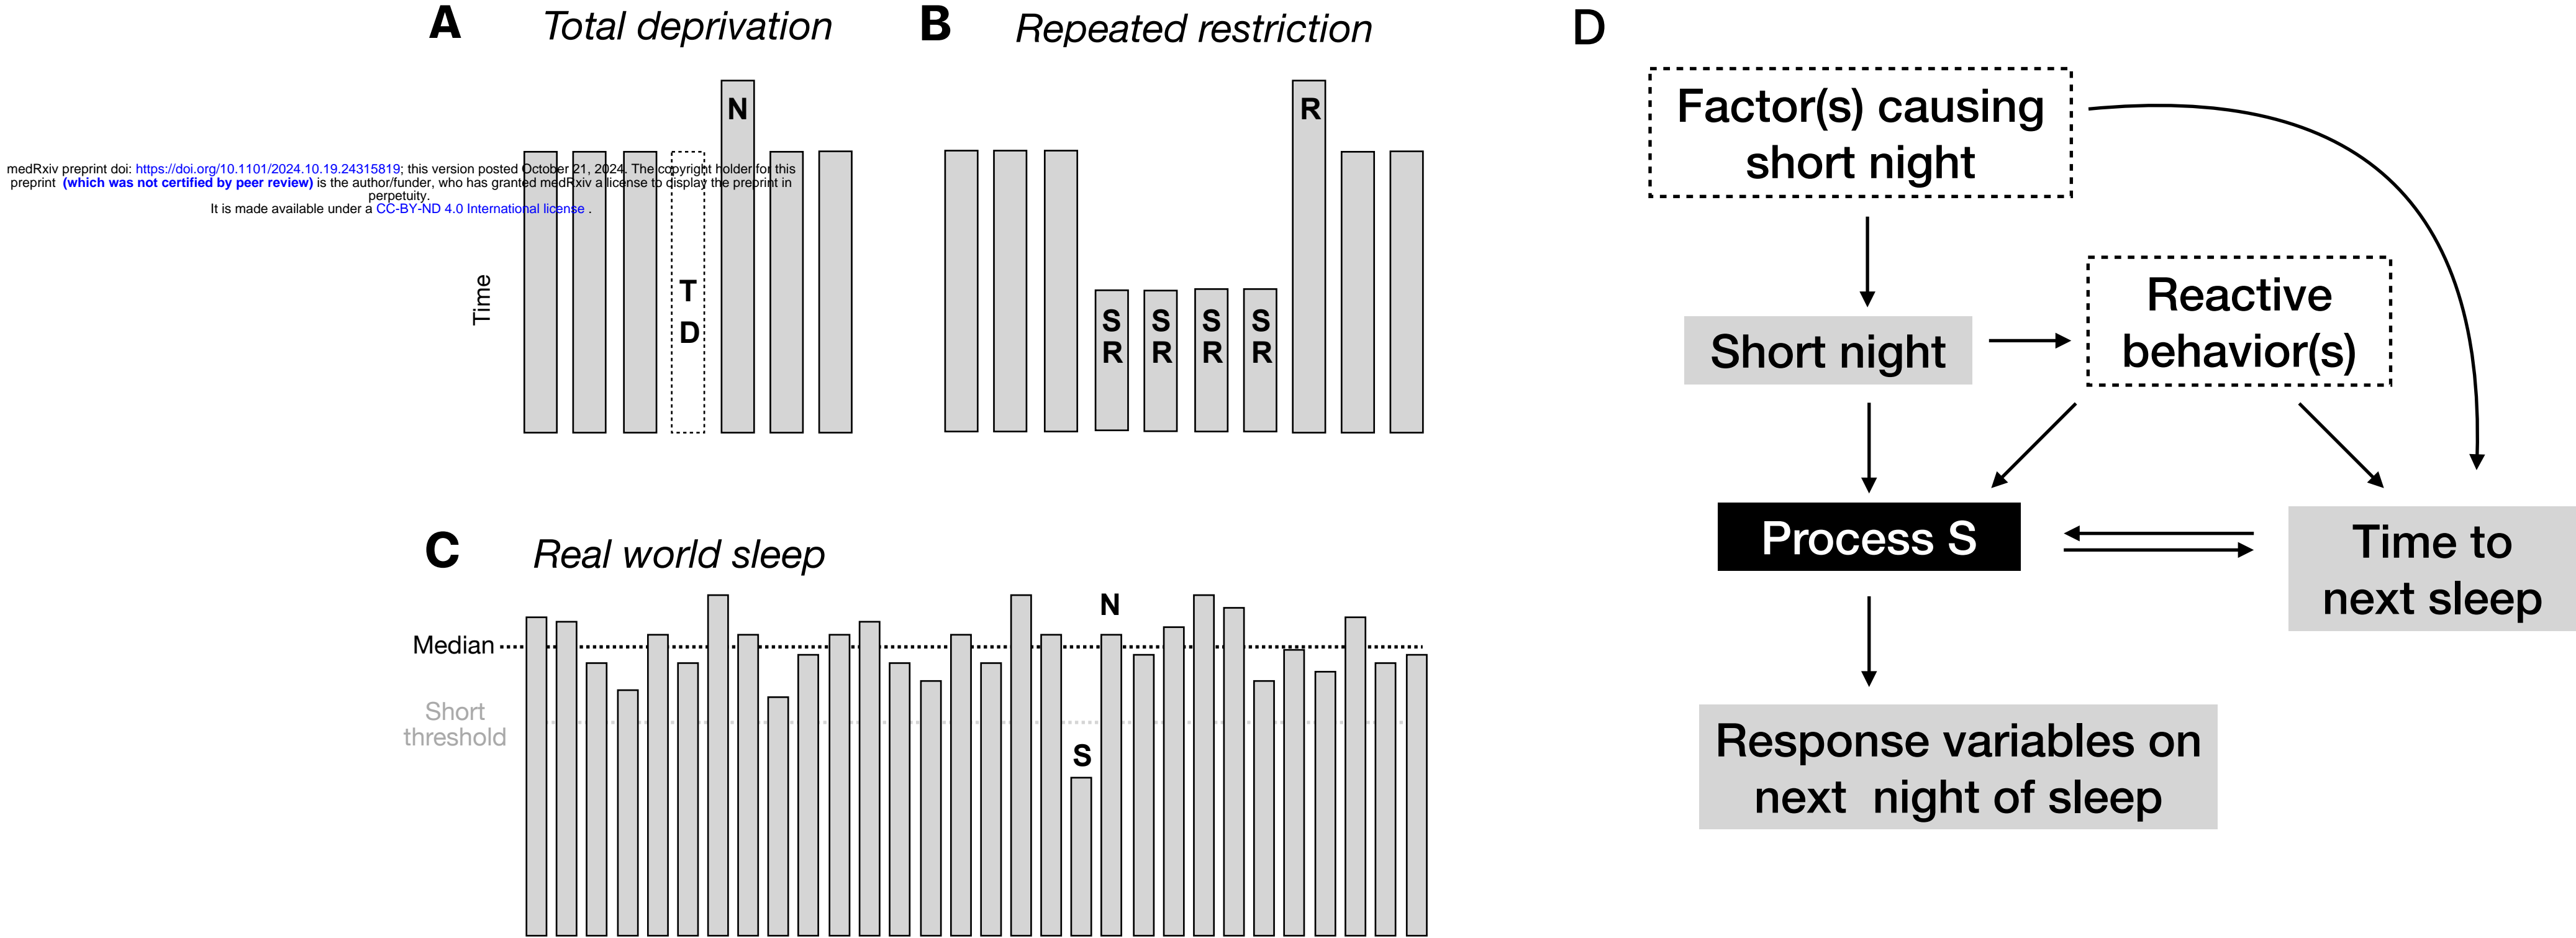 A
Total deprivation
N
T
D
Time
medRxiv preprint doi: https://doi.org/10.1101/2024.10.19.24315819; this version posted October 21, 2024. The copyright holder for this
preprint (which was not certified by peer review) is the author/funder, who has granted medRxiv a license to display the preprint in
perpetuity.
It is made available under a CC-BY-ND 4.0 International license .
B
Repeated restriction
R
S S S S
R R R R
C
Real world sleep
Median
Short
threshold
N
S
D
Factor(s) causing
short night
Short night
Reactive
behavior(s)
Process S
Time to
next sleep
Response variables on
next night of sleep